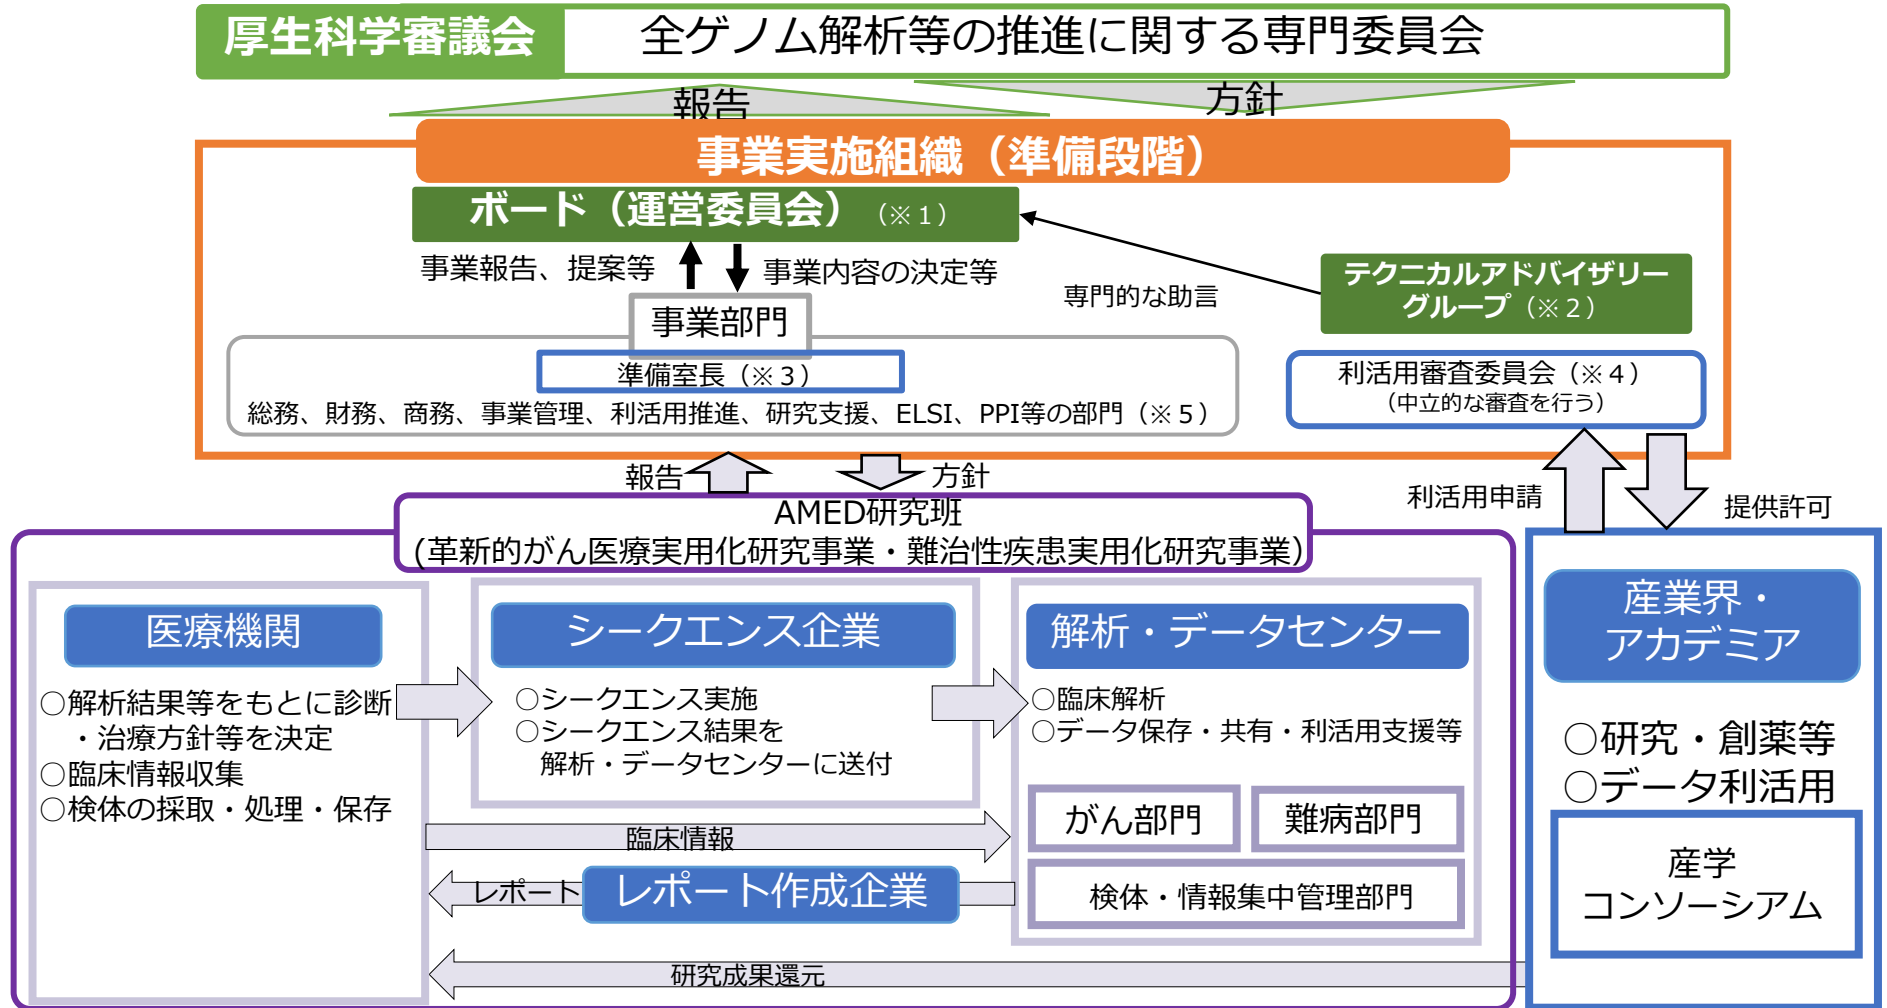 厚生科学審議会
全ゲノム解析等の推進に関する専門委員会
報告
方針
事業実施組織（準備段階）
ボード（運営委員会）（※１）
事業報告、提案等
事業内容の決定等
専門的な助言
テクニカルアドバイザリー
グループ（※２）
事業部門
準備室長（※３）
総務、財務、商務、事業管理、利活用推進、研究支援、ELSI、PPI等の部門（※５）
利活用審査委員会（※４）
（中立的な審査を行う）
報告
方針
利活用申請
提供許可
AMED研究班
(革新的がん医療実用化研究事業・難治性疾患実用化研究事業）
医療機関
○解析結果等をもとに診断
・治療方針等を決定
○臨床情報収集
○検体の採取・処理・保存
シークエンス企業
○シークエンス実施
○シークエンス結果を
解析・データセンターに送付
解析・データセンター
○臨床解析
○データ保存・共有・利活用支援等
がん部門
難病部門
検体・情報集中管理部門
臨床情報
レポート
レポート作成企業
研究成果還元
産業界・
アカデミア
○研究・創薬等
○データ利活用
産学
コンソーシアム